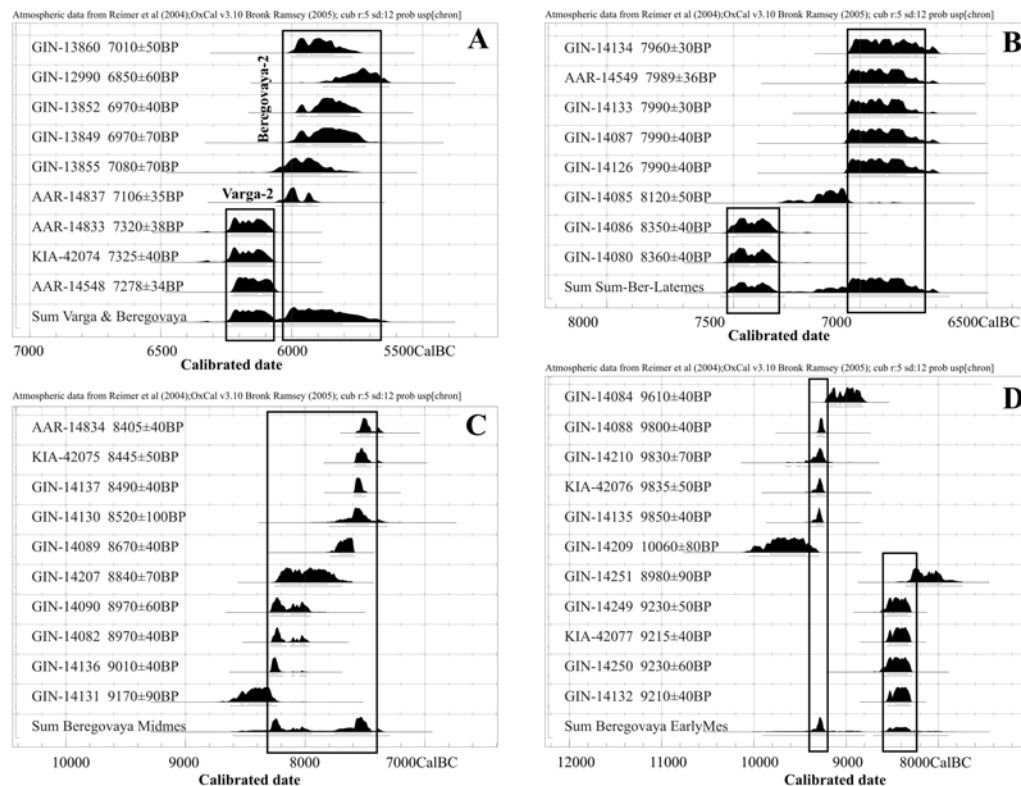 Atmospheric data from Reimer et al (2004);OxCal v3.10 Bronk Ramsey (2005); cub r:5 sd:12 prob usp[chron]
A
GIN-13860 7010±50BP
GIN-12990 6850±60BP
GIN-13852 6970±40BP
GIN-13849 6970±70BP
GIN-13855 7080±70BP
AAR-14837 7106±35BP
AAR-14833 7320±38BP
KIA-42074 7325±40BP
AAR-14548 7278±34BP
Sum Varga & Beregovaya
Beregovaya-2
Varga-2
7000 6500 6000 5500CalBC
Calibrated date
Atmospheric data from Reimer et al (2004);OxCal v3.10 Bronk Ramsey (2005); cub r:5 sd:12 prob usp[chron]
B
GIN-14134 7960±30BP
AAR-14549 7989±36BP
GIN-14133 7990±30BP
GIN-14087 7990±40BP
GIN-14126 7990±40BP
GIN-14085 8120±50BP
GIN-14086 8350±40BP
GIN-14080 8360±40BP
Sum Sum-Ber-Latemes
8000 7500 7000 6500CalBC
Calibrated date
Atmospheric data from Reimer et al (2004);OxCal v3.10 Bronk Ramsey (2005); cub r:5 sd:12 prob usp[chron]
C
AAR-14834 8405±40BP
KIA-42075 8445±50BP
GIN-14137 8490±40BP
GIN-14130 8520±100BP
GIN-14089 8670±40BP
GIN-14207 8840±70BP
GIN-14090 8970±60BP
GIN-14082 8970±40BP
GIN-14136 9010±40BP
GIN-14131 9170±90BP
Sum Beregovaya Midmes
10000 9000 8000 7000CalBC
Calibrated date
Atmospheric data from Reimer et al (2004);OxCal v3.10 Bronk Ramsey (2005); cub r:5 sd:12 prob usp[chron]
D
GIN-14084 9610±40BP
GIN-14088 9800±40BP
GIN-14210 9830±70BP
KIA-42076 9835±50BP
GIN-14135 9850±40BP
GIN-14209 10060±80BP
GIN-14251 8980±90BP
GIN-14249 9230±50BP
KIA-42077 9215±40BP
GIN-14250 9230±60BP
GIN-14132 9210±40BP
Sum Beregovaya EarlyMes
12000 11000 10000 9000 8000CalBC
Calibrated date